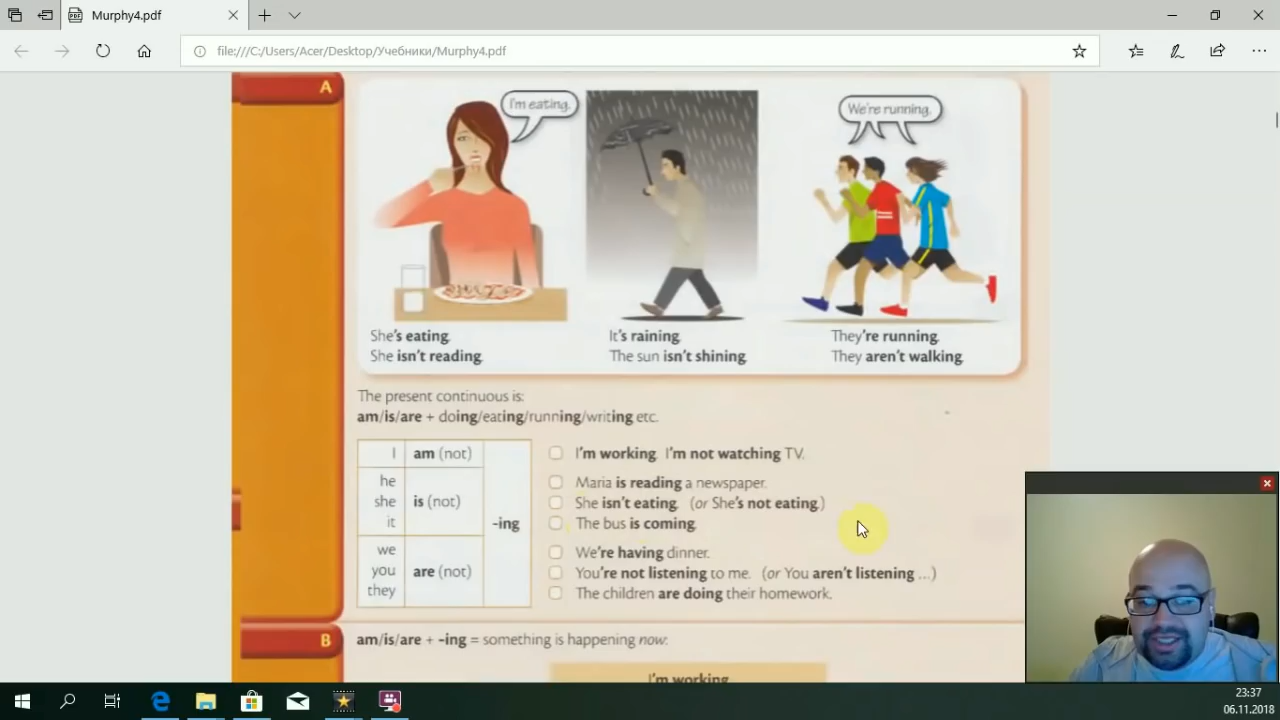 Murphy4.pdf
file:///C:/Users/Acer/Desktop/Учебники/Murphy4.pdf
A
I'm eating.
We're running.
She's eating.
She isn't reading.
It's raining.
The sun isn't shining.
They're running.
They aren't walking.
The present continuous is:
am/is/are + doing/eating/running/writing etc.
I am (not)
he
she is (not)
it
-ing
we
you are (not)
they
I'm working. I'm not watching TV.
Maria is reading a newspaper.
She isn't eating. (or She's not eating.)
The bus is coming.
We're having dinner.
You're not listening to me. (or You aren't listening ...)
The children are doing their homework.
B
am/is/are + -ing = something is happening now:
I'm working
23:37
06.11.2018